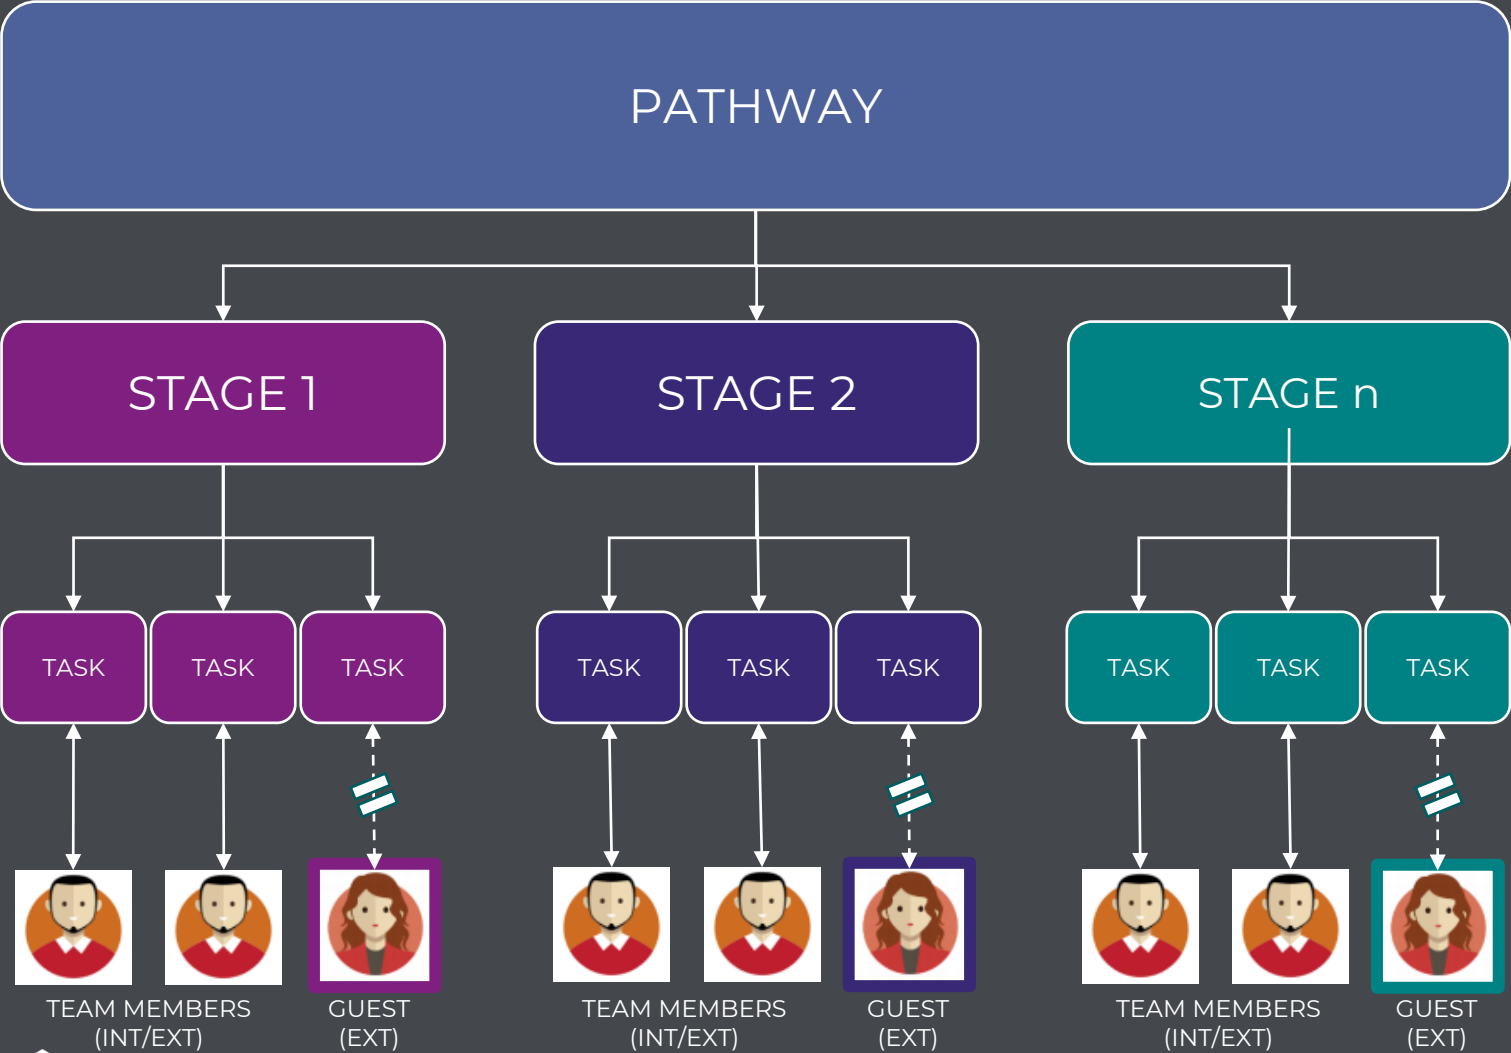 PATHWAY
STAGE 1
STAGE 2
STAGE n
TASK
TASK
TASK
TASK
TASK
TASK
TASK
TASK
TASK
TEAM MEMBERS
(INT/EXT)
GUEST
(EXT)
TEAM MEMBERS
(INT/EXT)
GUEST
(EXT)
TEAM MEMBERS
(INT/EXT)
GUEST
(EXT)